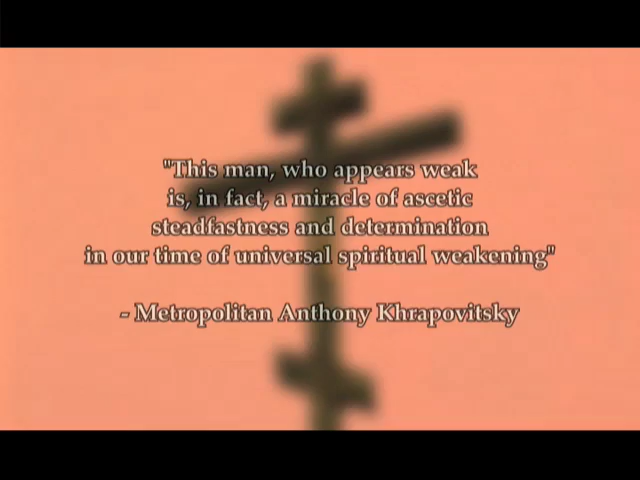 "This man, who appears weak
is, in fact, a miracle of ascetic
steadfastness and determination
in our time of universal spiritual weakening"
- Metropolitan Anthony Khrapovitsky